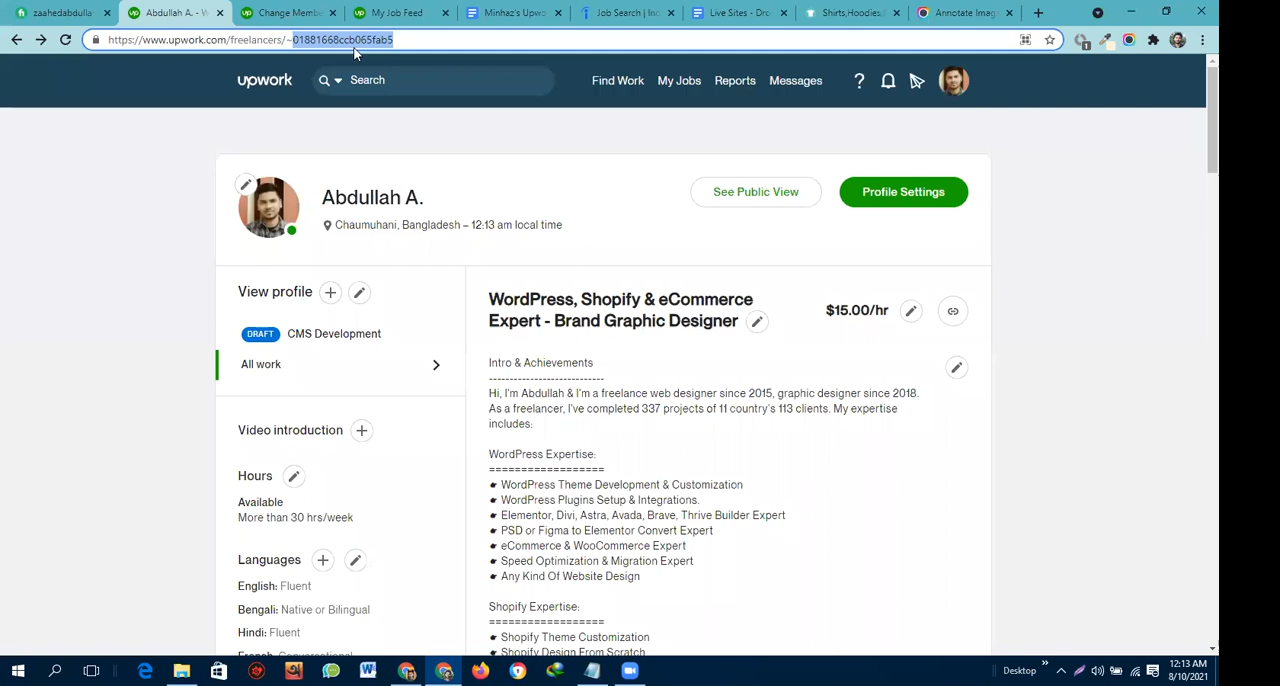 zaahedabdulla
Abdullah A. - W
Change Membe
My Job Feed
Minhaz's Upwo
Job Search | In
Live Sites - Dro
Shirts,Hoodies,
Annotate Imag
https://www.upwork.com/freelancers/~01881668ccb065fab5
upwork
Search
Find Work
My Jobs
Reports
Messages
Abdullah A.
Chaumuhani, Bangladesh – 12:13 am local time
See Public View
Profile Settings
View profile
DRAFT CMS Development
All work
Video introduction
Hours
Available
More than 30 hrs/week
Languages
English: Fluent
Bengali: Native or Bilingual
Hindi: Fluent
WordPress, Shopify & eCommerce
Expert - Brand Graphic Designer
$15.00/hr
Intro & Achievements
----------------------------
Hi, I'm Abdullah & I'm a freelance web designer since 2015, graphic designer since 2018.
As a freelancer, I've completed 337 projects of 11 country's 113 clients. My expertise
includes:
WordPress Expertise:
==================
☛ WordPress Theme Development & Customization
☛ WordPress Plugins Setup & Integrations.
☛ Elementor, Divi, Astra, Avada, Brave, Thrive Builder Expert
☛ PSD or Figma to Elementor Convert Expert
☛ eCommerce & WooCommerce Expert
☛ Speed Optimization & Migration Expert
☛ Any Kind Of Website Design
Shopify Expertise:
==================
☛ Shopify Theme Customization
☛ Shopify Design From Scratch
Desktop
12:13 AM
8/10/2021